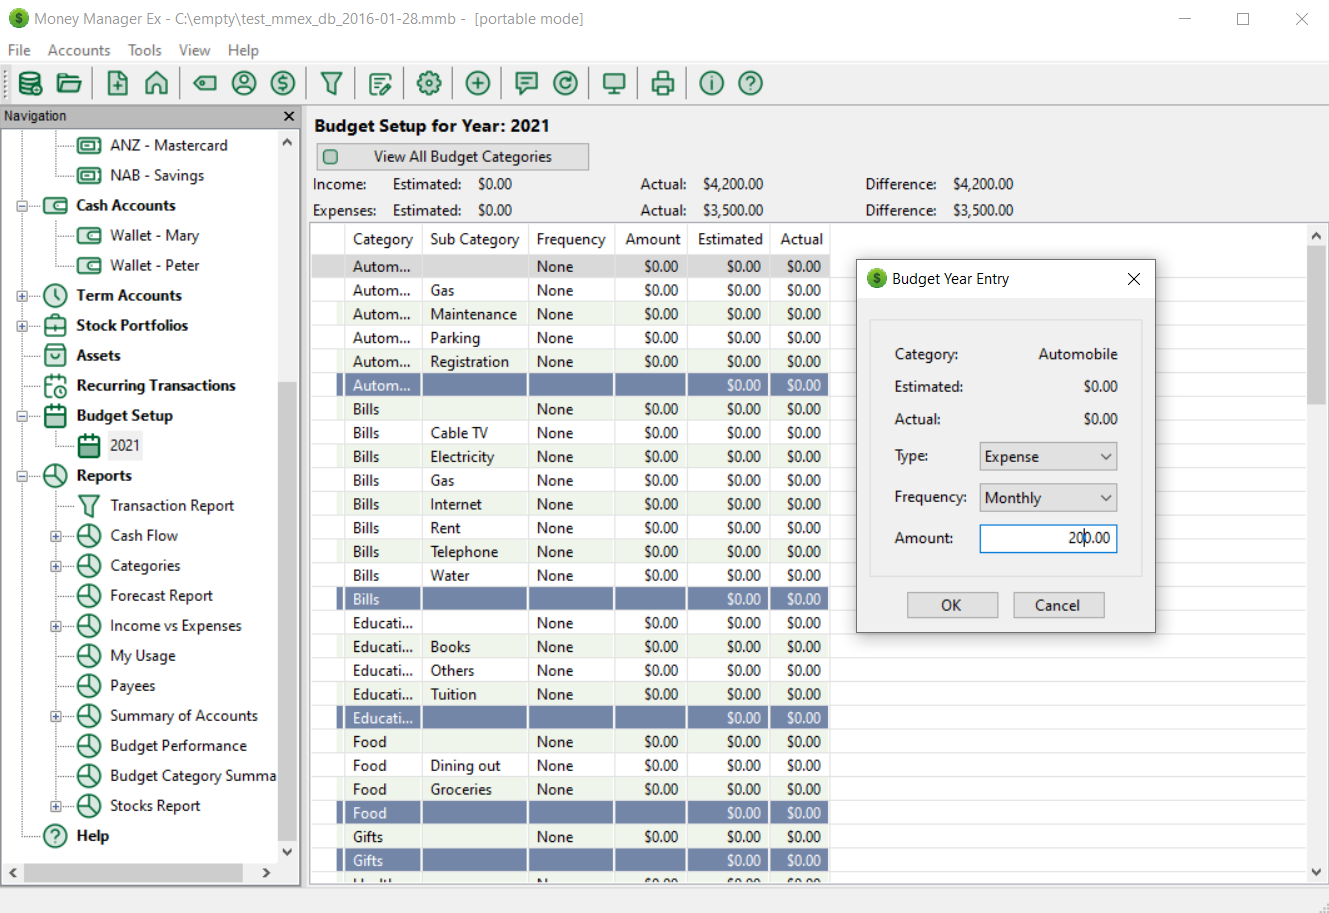 Money Manager Ex - C:\empty\test_mmex_db_2016-01-28.mmb - [portable mode]
File Accounts Tools View Help
Navigation
ANZ - Mastercard
NAB - Savings
Cash Accounts
Wallet - Mary
Wallet - Peter
Term Accounts
Stock Portfolios
Assets
Recurring Transactions
Budget Setup
2021
Reports
Transaction Report
Cash Flow
Categories
Forecast Report
Income vs Expenses
My Usage
Payees
Summary of Accounts
Budget Performance
Budget Category Summa
Stocks Report
Help
Budget Setup for Year: 2021
View All Budget Categories
Income: Estimated: $0.00 Actual: $4,200.00 Difference: $4,200.00
Expenses: Estimated: $0.00 Actual: $3,500.00 Difference: $3,500.00
Category Sub Category Frequency Amount Estimated Actual
Autom... None $0.00 $0.00 $0.00
Autom... Gas None $0.00 $0.00 $0.00
Autom... Maintenance None $0.00 $0.00 $0.00
Autom... Parking None $0.00 $0.00 $0.00
Autom... Registration None $0.00 $0.00 $0.00
Autom... $0.00 $0.00
Bills None $0.00 $0.00 $0.00
Bills Cable TV None $0.00 $0.00 $0.00
Bills Electricity None $0.00 $0.00 $0.00
Bills Gas None $0.00 $0.00 $0.00
Bills Internet None $0.00 $0.00 $0.00
Bills Rent None $0.00 $0.00 $0.00
Bills Telephone None $0.00 $0.00 $0.00
Bills Water None $0.00 $0.00 $0.00
Bills $0.00 $0.00
Educati... None $0.00 $0.00 $0.00
Educati... Books None $0.00 $0.00 $0.00
Educati... Others None $0.00 $0.00 $0.00
Educati... Tuition None $0.00 $0.00 $0.00
Educati... $0.00 $0.00
Food None $0.00 $0.00 $0.00
Food Dining out None $0.00 $0.00 $0.00
Food Groceries None $0.00 $0.00 $0.00
Food $0.00 $0.00
Gifts None $0.00 $0.00 $0.00
Gifts $0.00 $0.00
Budget Year Entry
Category: Automobile
Estimated: $0.00
Actual: $0.00
Type: Expense
Frequency: Monthly
Amount: 200.00
OK Cancel